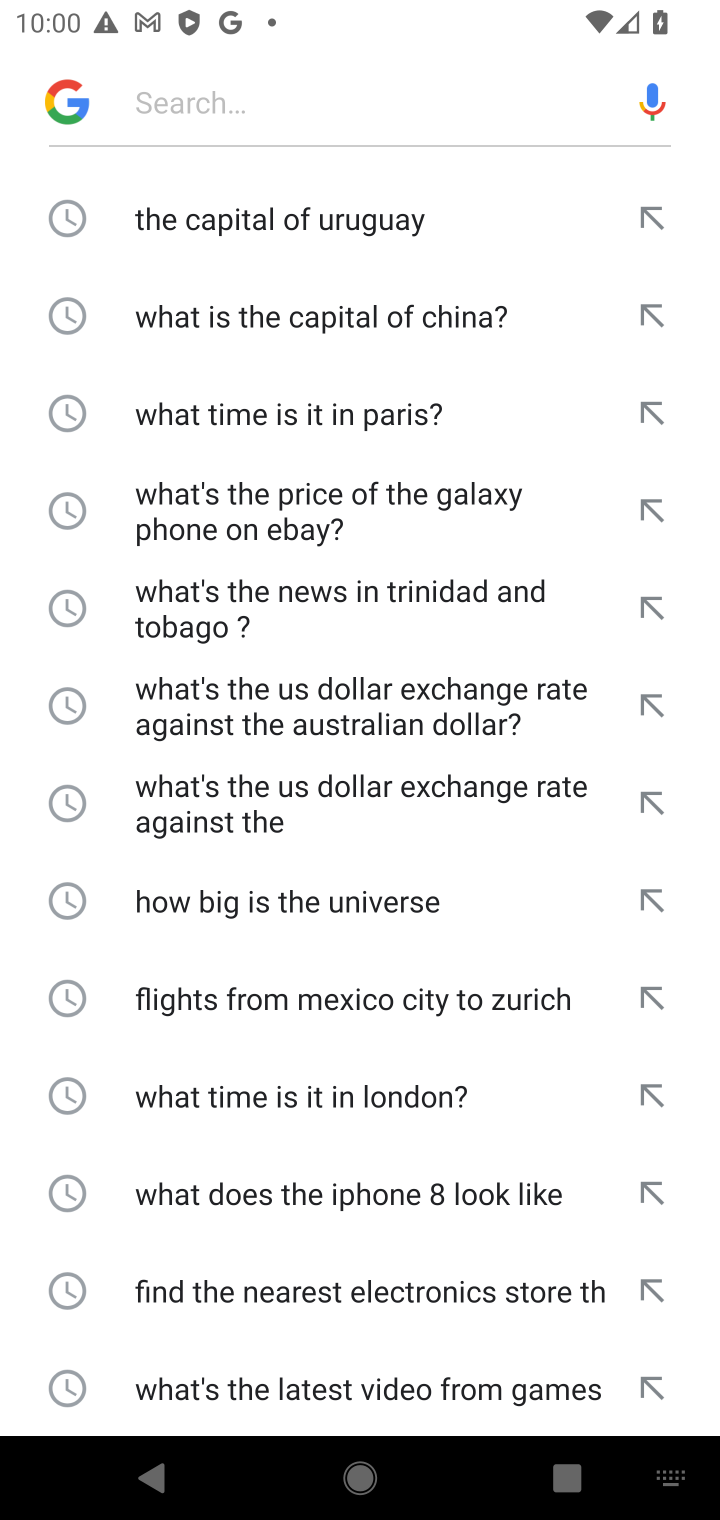 10:00
Search...
the capital of uruguay
what is the capital of china?
what time is it in paris?
what's the price of the galaxy
phone on ebay?
what's the news in trinidad and
tobago ?
what's the us dollar exchange rate
against the australian dollar?
what's the us dollar exchange rate
against the
how big is the universe
flights from mexico city to zurich
what time is it in london?
what does the iphone 8 look like
find the nearest electronics store th
what's the latest video from games